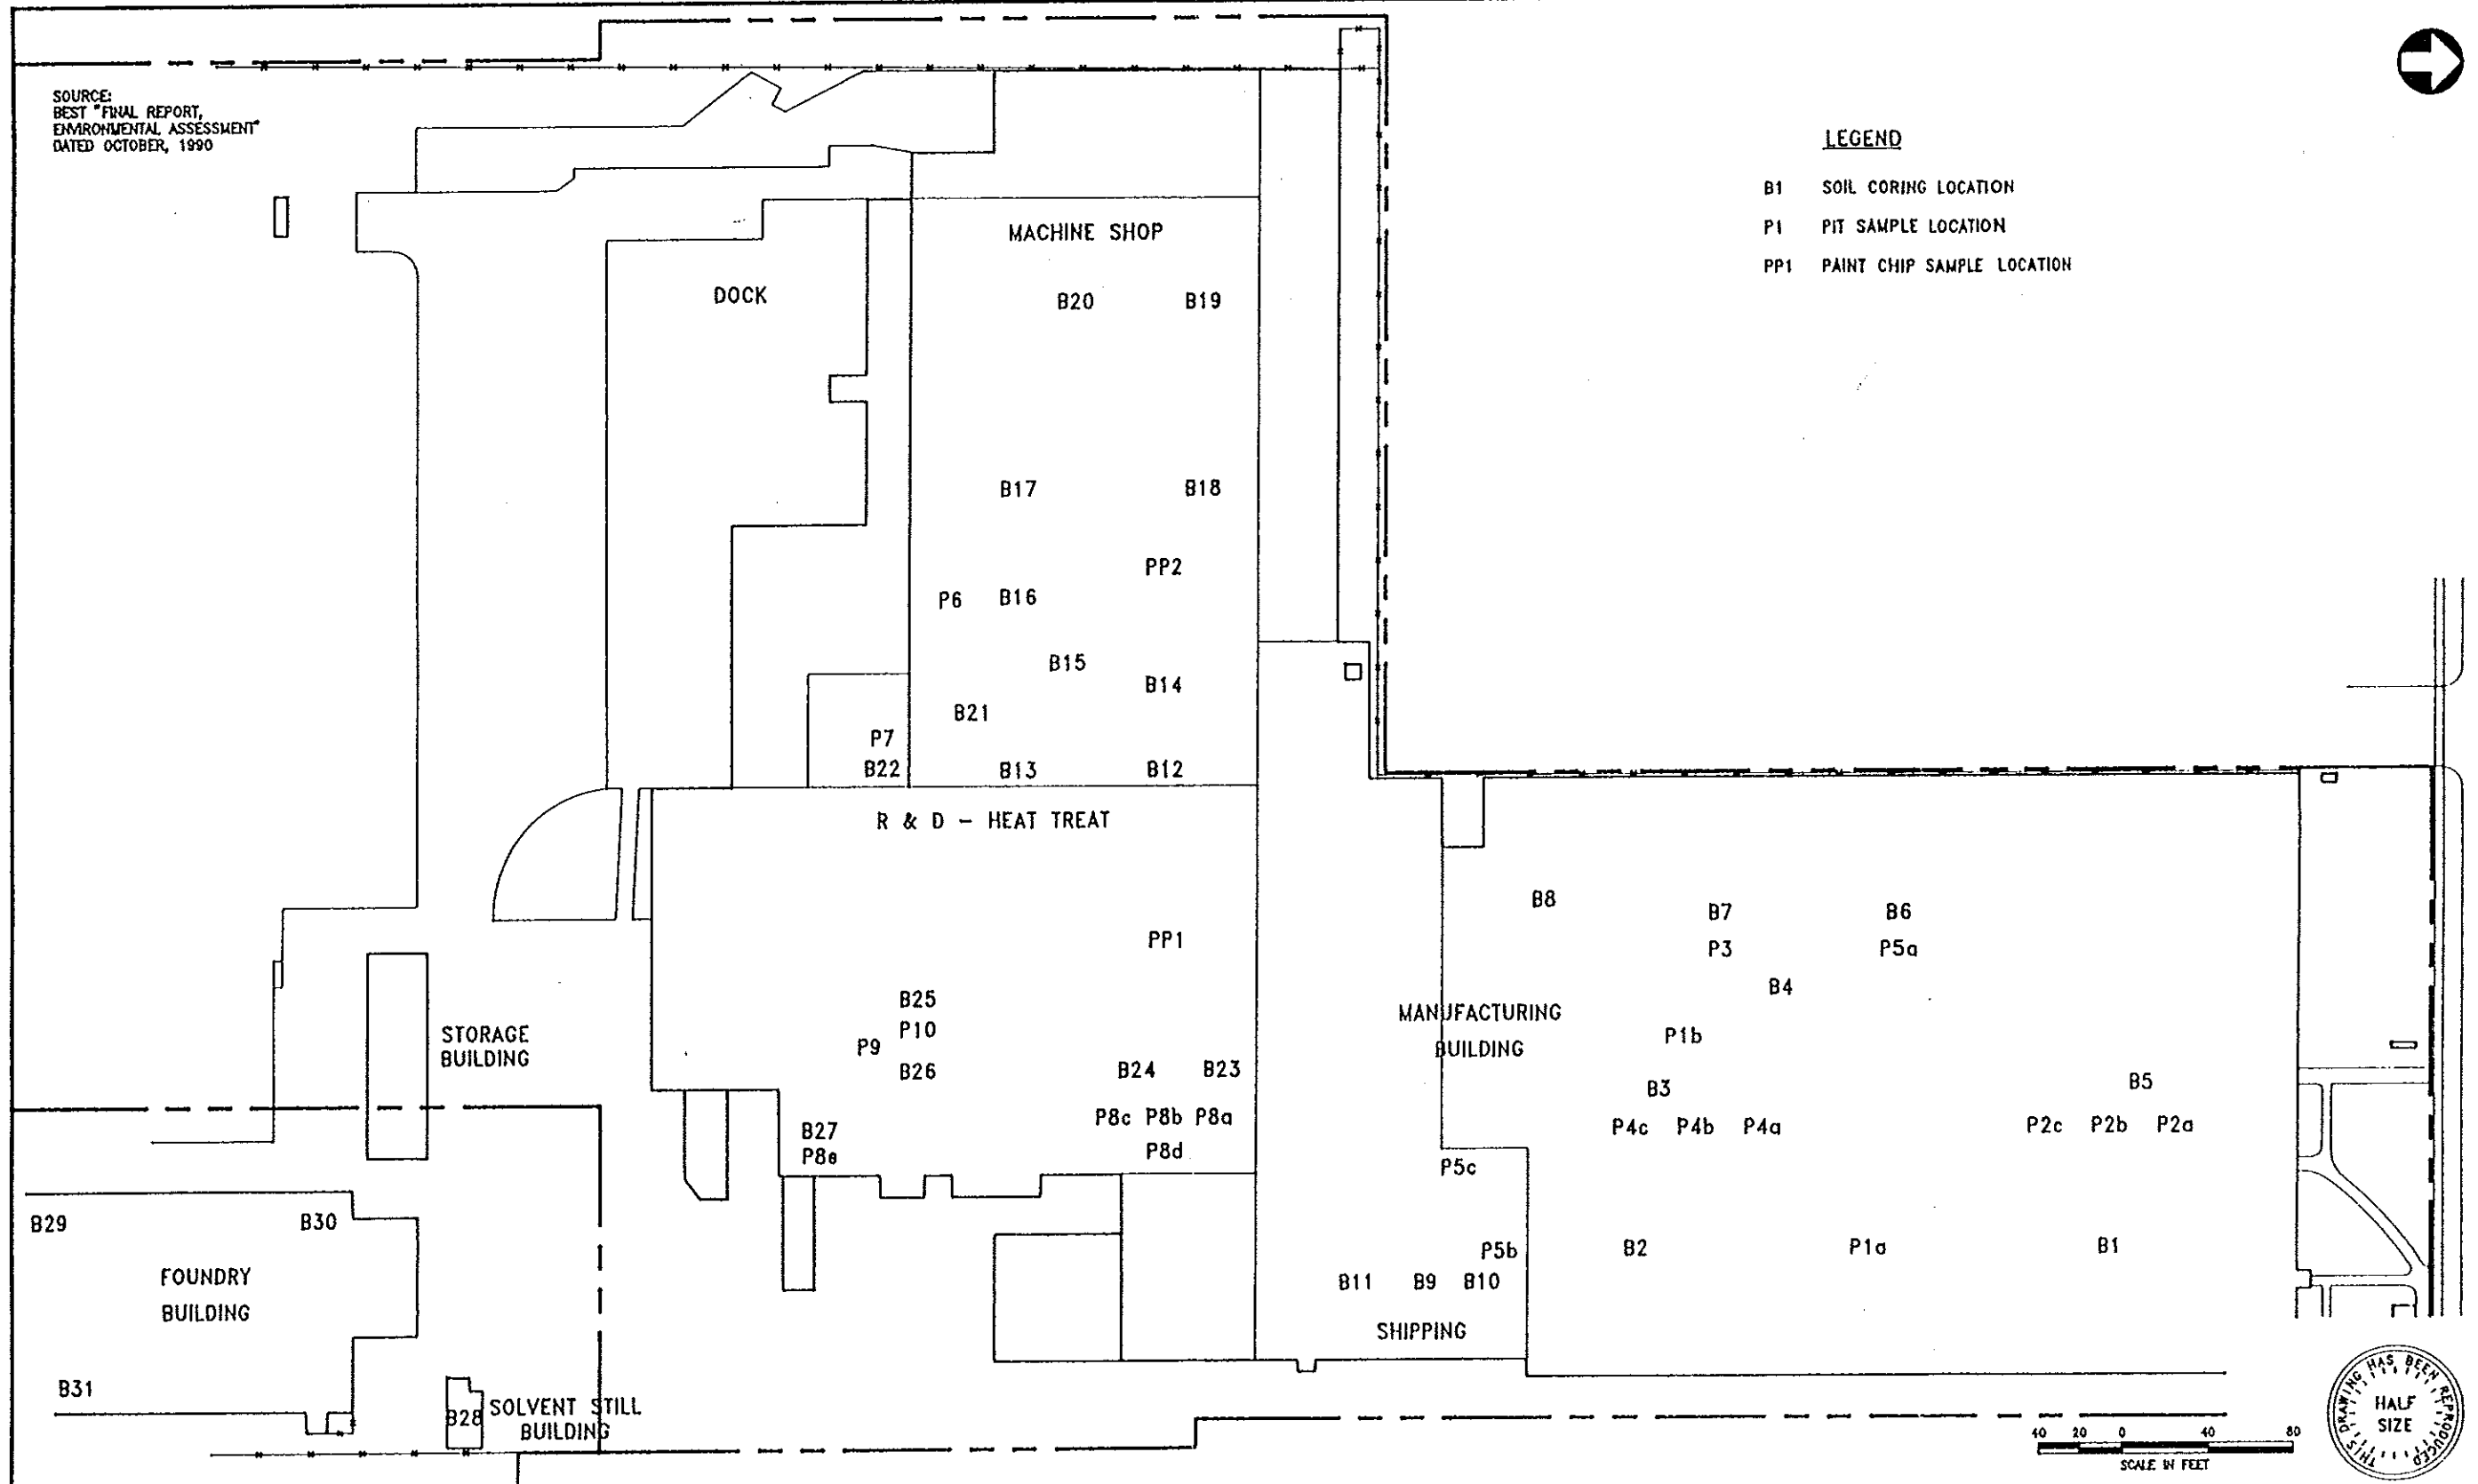 SOURCE:
BEST "FINAL REPORT,
ENVIRONMENTAL ASSESSMENT"
DATED OCTOBER, 1990
LEGEND
B1 SOIL CORING LOCATION
P1 PIT SAMPLE LOCATION
PP1 PAINT CHIP SAMPLE LOCATION
MACHINE SHOP
DOCK
B20 B19
B17 B18
PP2
P6 B16
B15
B14
B21
P7
B22 B13 B12
R & D - HEAT TREAT
B8
B7 B6
PP1
P3 P5a
B4
B25
P10
P9
B26
STORAGE
BUILDING
MANUFACTURING
BUILDING
P1b
B24 B23
B3
B5
P8c P8b P8a
P4c P4b P4a
P2c P2b P2a
B27
P8e
P8d
P5c
B29 B30
P5b
B2 P1a B1
FOUNDRY
BUILDING
B11 B9 B10
SHIPPING
B31
B28
SOLVENT STILL
BUILDING
40 20 0 40 80
SCALE IN FEET
THIS DRAWING HAS BEEN REPRODUCED
HALF
SIZE